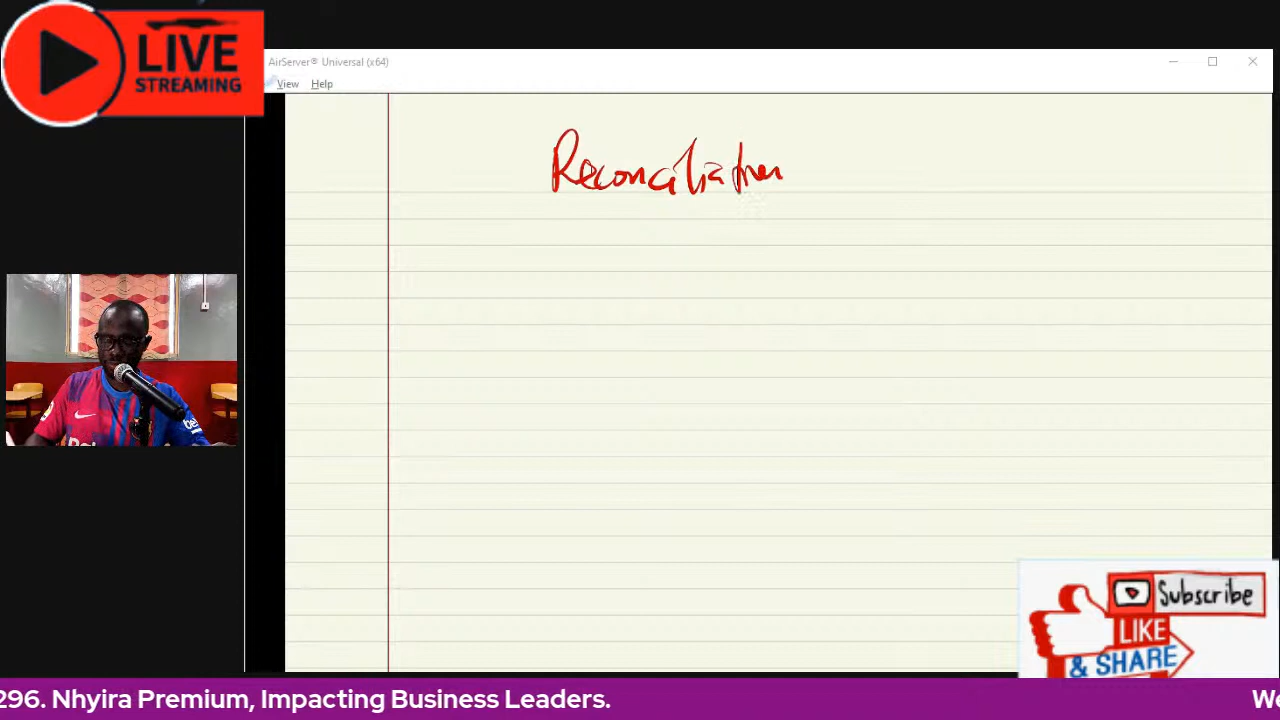 LIVE
STREAMING
AirServer® Universal (x64)
View Help
Reconciliation
Subscribe
LIKE
& SHARE
296. Nhyira Premium, Impacting Business Leaders.
We